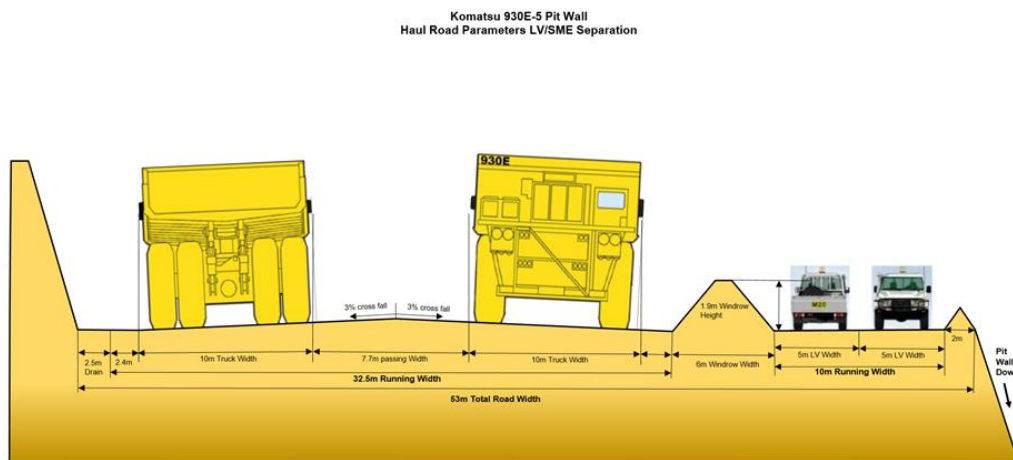 Komatsu 930E-5 Pit Wall
Haul Road Parameters LV/SME Separation
930E
3% cross fall
3% cross fall
1.9m Windrow
Height
M20
2.5m
Drain
2.4m
10m Truck Width
7.7m passing Width
10m Truck Width
6m Windrow Width
5m LV Width
5m LV Width
2m
32.5m Running Width
10m Running Width
53m Total Road Width
Pit
Wall
Dow